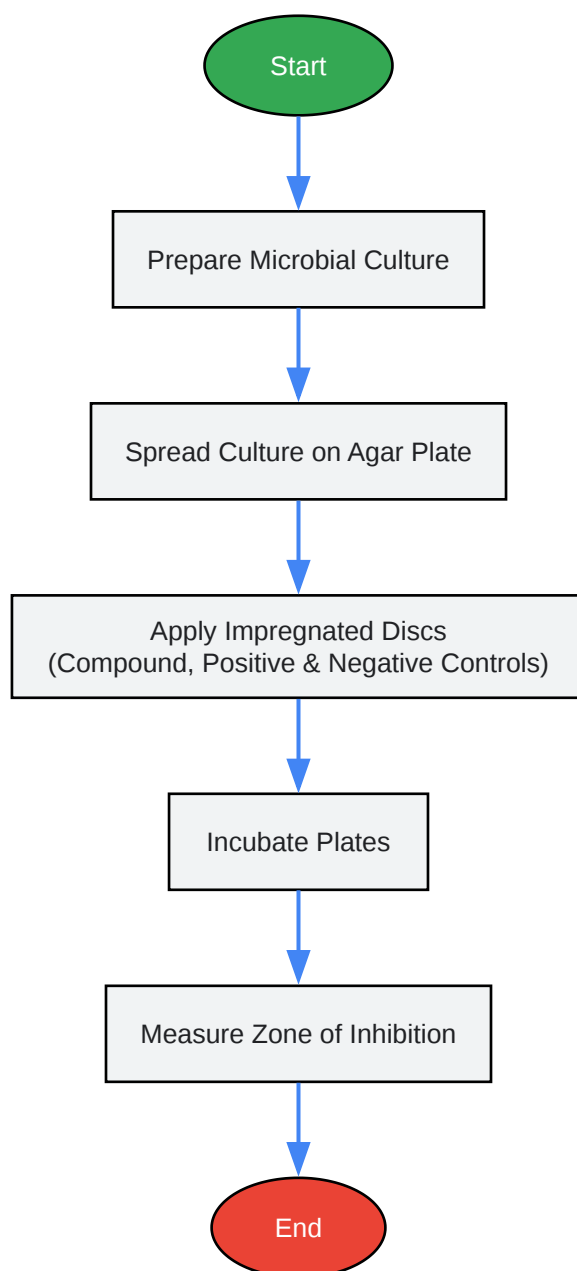 Start
Prepare Microbial Culture
Spread Culture on Agar Plate
Apply Impregnated Discs
(Compound, Positive & Negative Controls)
Incubate Plates
Measure Zone of Inhibition
End